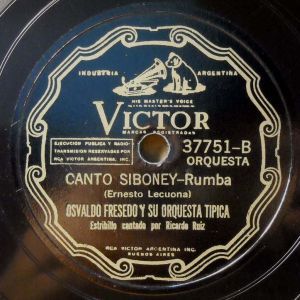 INDUSTRIA ARGENTINA
HIS MASTER'S VOICE
VICTOR
MARCAS REGISTRADAS
EJECUCION PUBLICA Y RADIO-
TRANSMISION RESERVADAS POR
RCA VICTOR ARGENTINA, INC.
37751-B
ORQUESTA
CANTO SIBONEY-Rumba
(Ernesto Lecuona)
OSVALDO FRESEDO Y SU ORQUESTA TIPICA
Estribillo cantado por Ricardo Ruiz
RCA VICTOR ARGENTINA INC
BUENOS AIRES